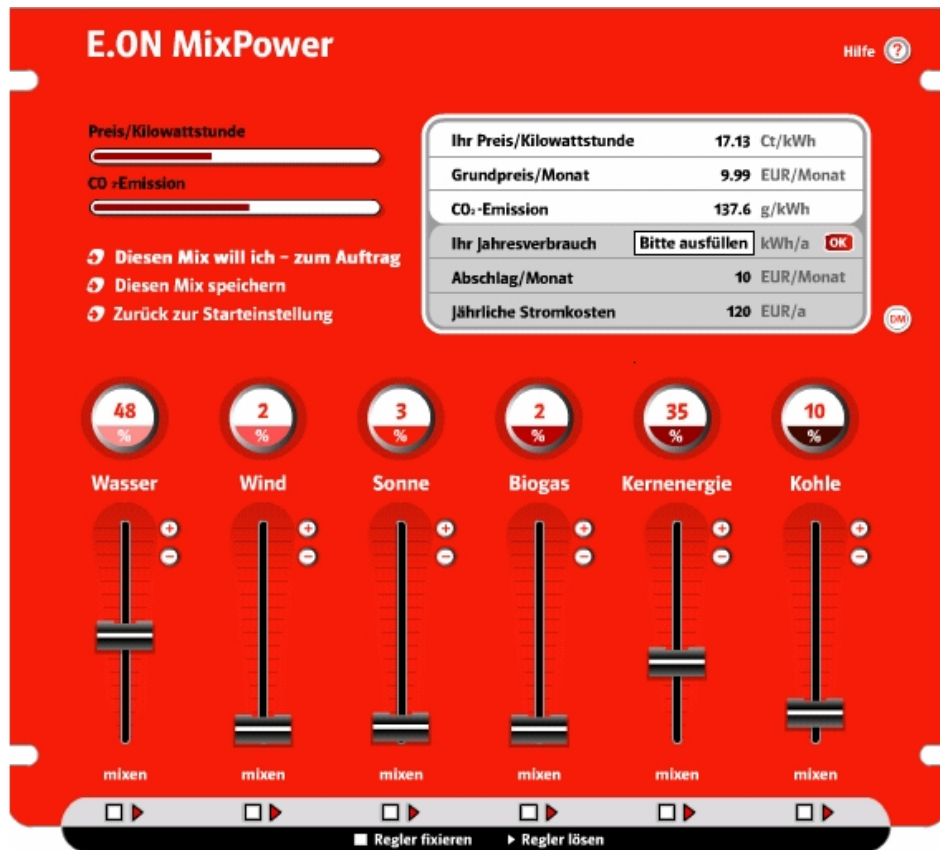 E.ON MixPower
Hilfe ?
Preis/Kilowattstunde
CO₂-Emission
Diesen Mix will ich – zum Auftrag
Diesen Mix speichern
Zurück zur Starteinstellung
Ihr Preis/Kilowattstunde 17.13 Ct/kWh
Grundpreis/Monat 9.99 EUR/Monat
CO₂-Emission 137.6 g/kWh
Ihr Jahresverbrauch Bitte ausfüllen kWh/a OK
Abschlag/Monat 10 EUR/Monat
Jährliche Stromkosten 120 EUR/a
DM
48 2 3 2 35 10
% % % % % %
Wasser Wind Sonne Biogas Kernenergie Kohle
+ + + + + +
− − − − − −
mixen mixen mixen mixen mixen mixen
Regler fixieren Regler lösen